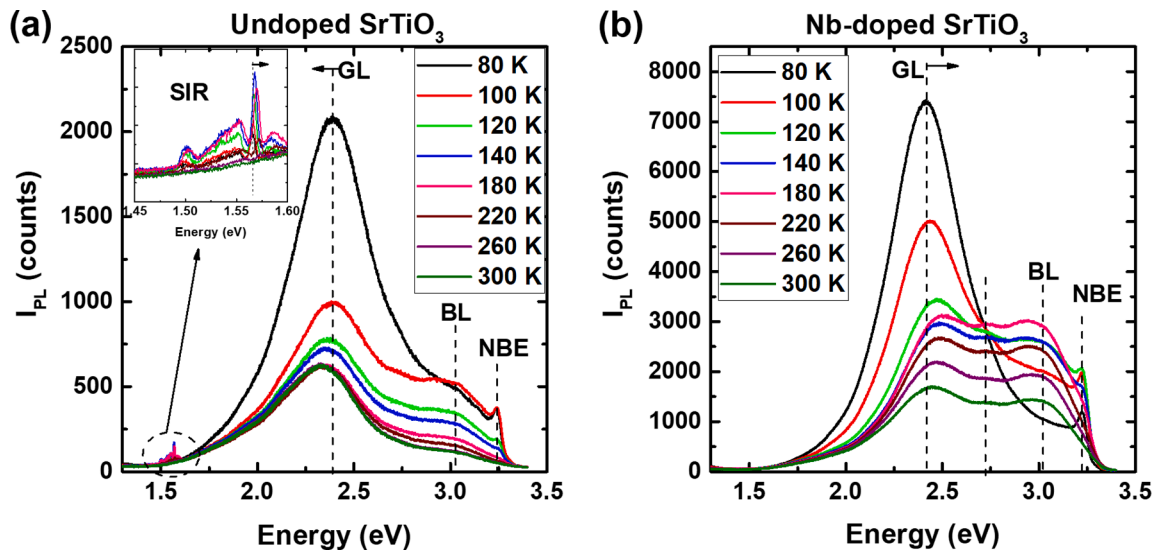 (a)
Undoped SrTiO3
2500
2000
1500
1000
500
0
1.5
2.0
2.5
3.0
3.5
IPL (counts)
Energy (eV)
SIR
1.45
1.50
1.55
1.60
Energy (eV)
GL
BL
NBE
80 K
100 K
120 K
140 K
180 K
220 K
260 K
300 K
(b)
Nb-doped SrTiO3
8000
7000
6000
5000
4000
3000
2000
1000
0
1.5
2.0
2.5
3.0
3.5
IPL (counts)
Energy (eV)
80 K
100 K
120 K
140 K
180 K
220 K
260 K
300 K
GL
BL
NBE